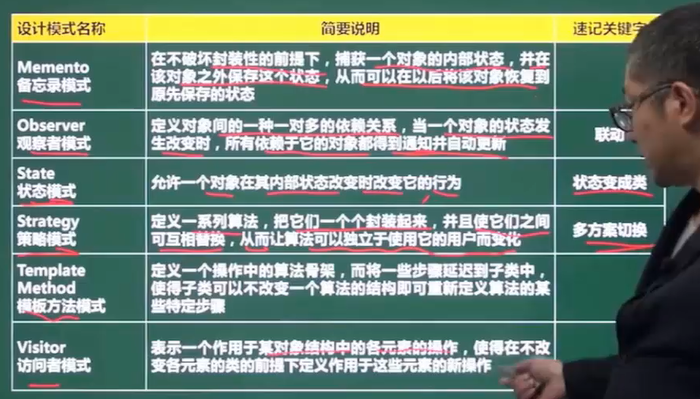 设计模式名称 简要说明 速记关键字
Memento
备忘录模式
在不破坏封装性的前提下，捕获一个对象的内部状态，并在
该对象之外保存这个状态，从而可以在以后将该对象恢复到
原先保存的状态
Observer
观察者模式
定义对象间的一种一对多的依赖关系，当一个对象的状态发
生改变时，所有依赖于它的对象都得到通知并自动更新
联动
State
状态模式
允许一个对象在其内部状态改变时改变它的行为
状态变成类
Strategy
策略模式
定义一系列算法，把它们一个个封装起来，并且使它们之间
可互相替换，从而让算法可以独立于使用它的用户而变化
多方案切换
Template
Method
模板方法模式
定义一个操作中的算法骨架，而将一些步骤延迟到子类中，
使得子类可以不改变一个算法的结构即可重新定义算法的某
些特定步骤
Visitor
访问者模式
表示一个作用于某对象结构中的各元素的操作，使得在不改
变各元素的类的前提下定义作用于这些元素的新操作